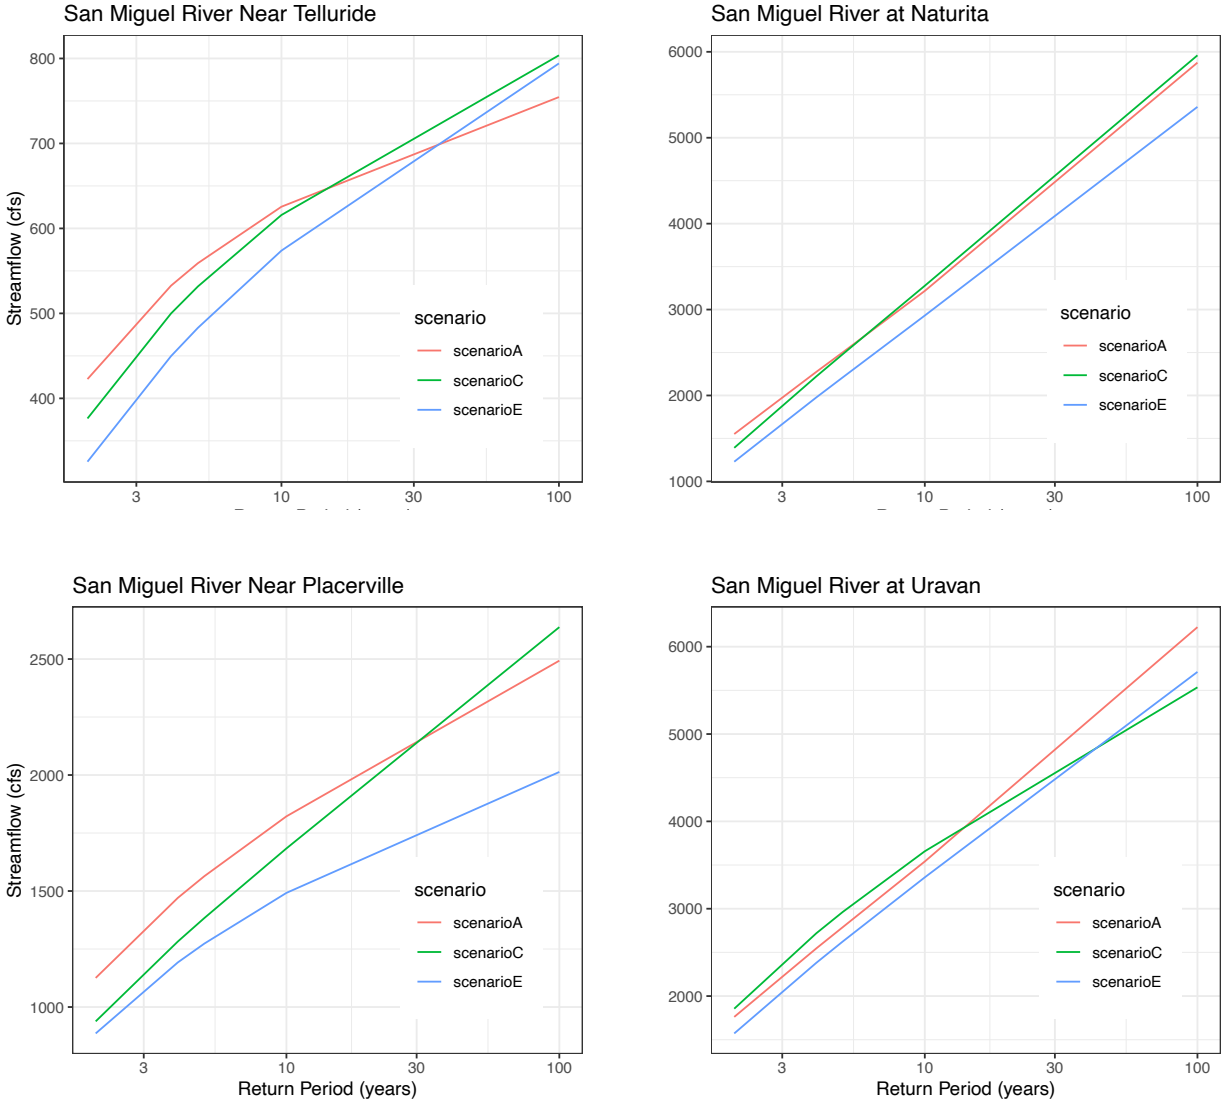 San Miguel River Near Telluride
800
700
600
500
400
Streamflow (cfs)
scenario
scenarioA
scenarioC
scenarioE
3 10 30 100
San Miguel River at Naturita
6000
5000
4000
3000
2000
1000
scenario
scenarioA
scenarioC
scenarioE
3 10 30 100
San Miguel River Near Placerville
2500
2000
1500
1000
Streamflow (cfs)
scenario
scenarioA
scenarioC
scenarioE
3 10 30 100
Return Period (years)
San Miguel River at Uravan
6000
5000
4000
3000
2000
scenario
scenarioA
scenarioC
scenarioE
3 10 30 100
Return Period (years)